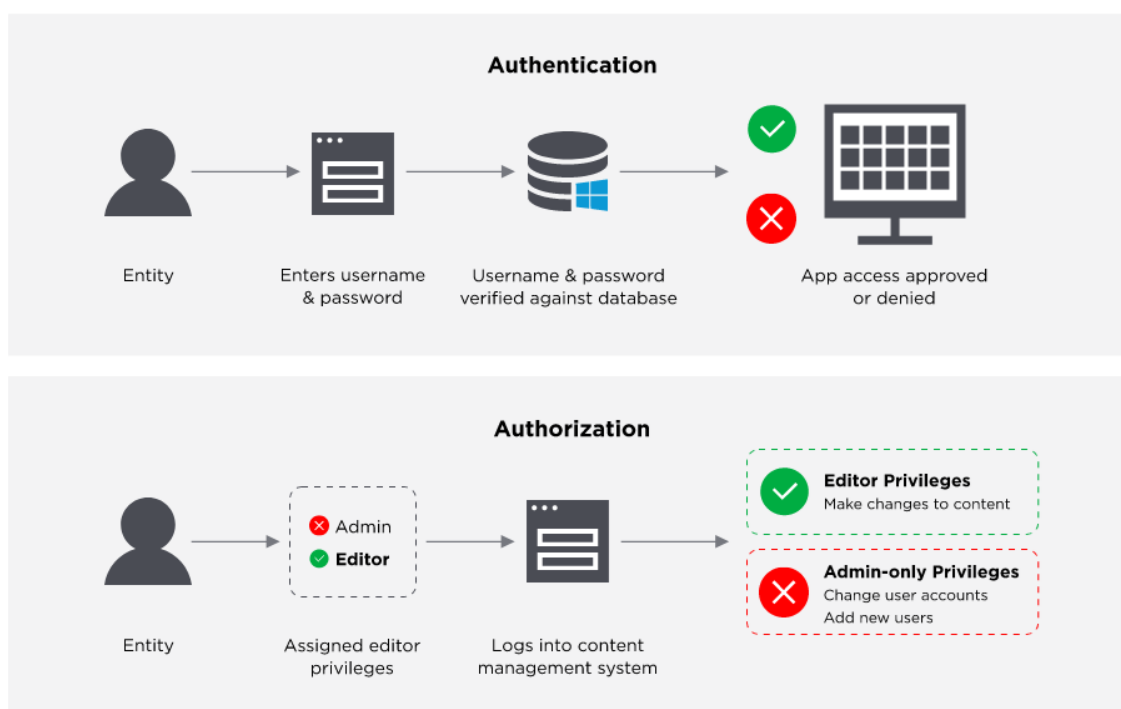 Authentication
Entity
Enters username
& password
Username & password
verified against database
App access approved
or denied
Authorization
Admin
Editor
Editor Privileges
Make changes to content
Admin-only Privileges
Change user accounts
Add new users
Entity
Assigned editor
privileges
Logs into content
management system